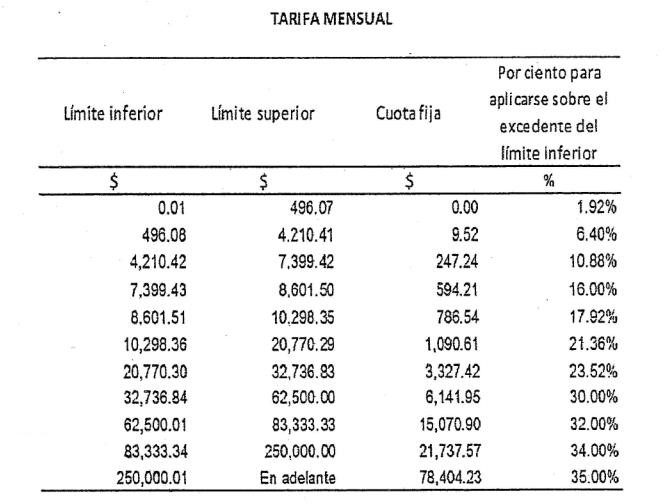 TARIFA MENSUAL
Límite inferior Límite superior Cuota fija Por ciento para aplicarse sobre el excedente del límite inferior
$ $ $ %
0.01 496.07 0.00 1.92%
496.08 4.210.41 9.52 6.40%
4,210.42 7,399.42 247.24 10.88%
7,399.43 8,601.50 594.21 16.00%
8,601.51 10,298.35 786.54 17.92%
10,298.36 20,770.29 1,090.61 21.36%
20,770.30 32,736.83 3,327.42 23.52%
32,736.84 62,500.00 6,141.95 30.00%
62,500.01 83,333.33 15,070.90 32.00%
83,333.34 250,000.00 21,737.57 34.00%
250,000.01 En adelante 78,404.23 35.00%